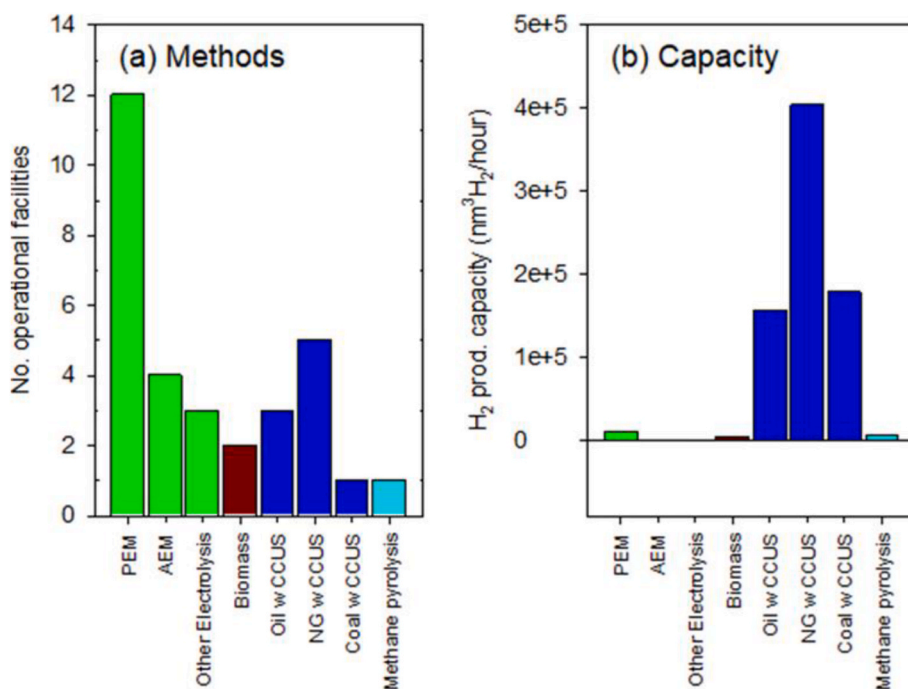 (a) Methods
No. operational facilities
14
12
10
8
6
4
2
0
PEM
AEM
Other Electrolysis
Biomass
Oil w CCUS
NG w CCUS
Coal w CCUS
Methane pyrolysis
(b) Capacity
H₂ prod. capacity (nm³H₂/hour)
5e+5
4e+5
3e+5
2e+5
1e+5
0
PEM
AEM
Other Electrolysis
Biomass
Oil w CCUS
NG w CCUS
Coal w CCUS
Methane pyrolysis